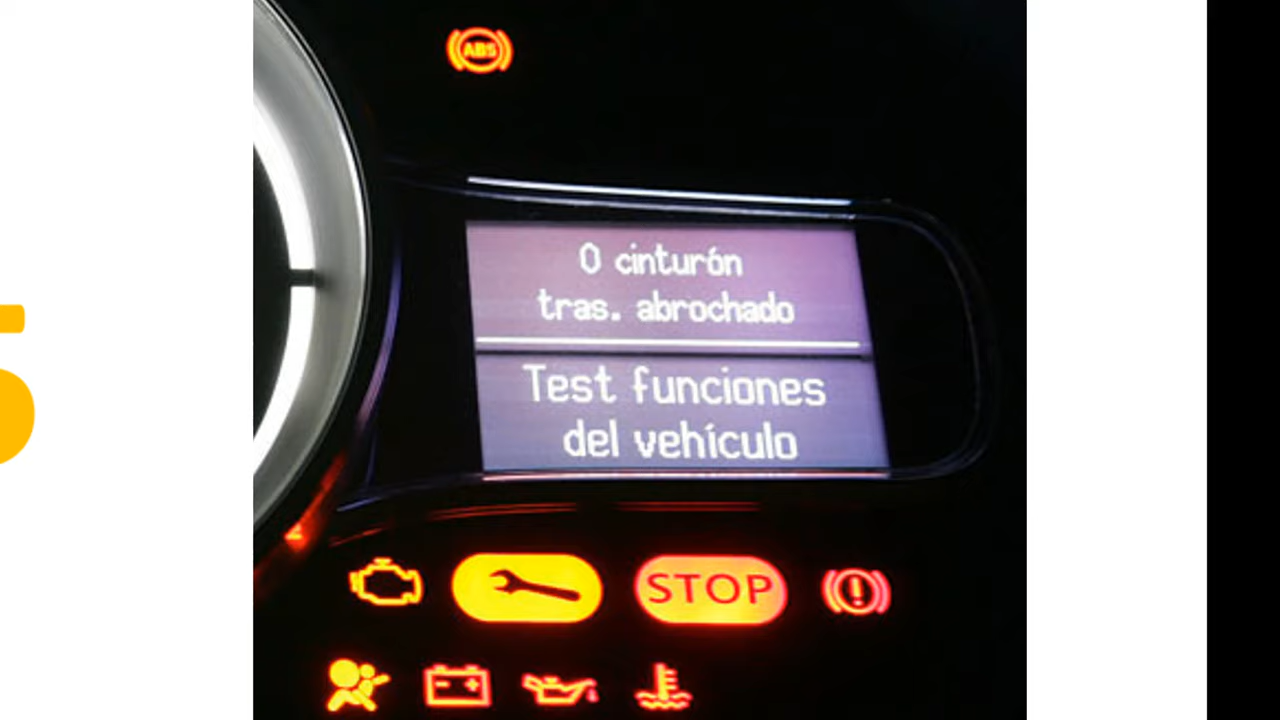 ABS
0 cinturón
tras. abrochado
Test funciones
del vehículo
STOP